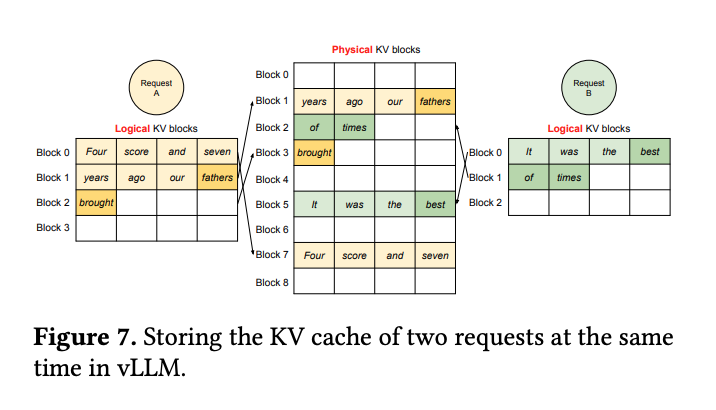 Physical KV blocks
Request
A
Request
B
Logical KV blocks
Block 0 Four score and seven
Block 1 years ago our fathers
Block 2 brought
Block 3
Block 0
Block 1 years ago our fathers
Block 2 of times
Block 3 brought
Block 4
Block 5 It was the best
Block 6
Block 7 Four score and seven
Block 8
Logical KV blocks
Block 0 It was the best
Block 1 of times
Block 2
Figure 7. Storing the KV cache of two requests at the same
time in vLLM.